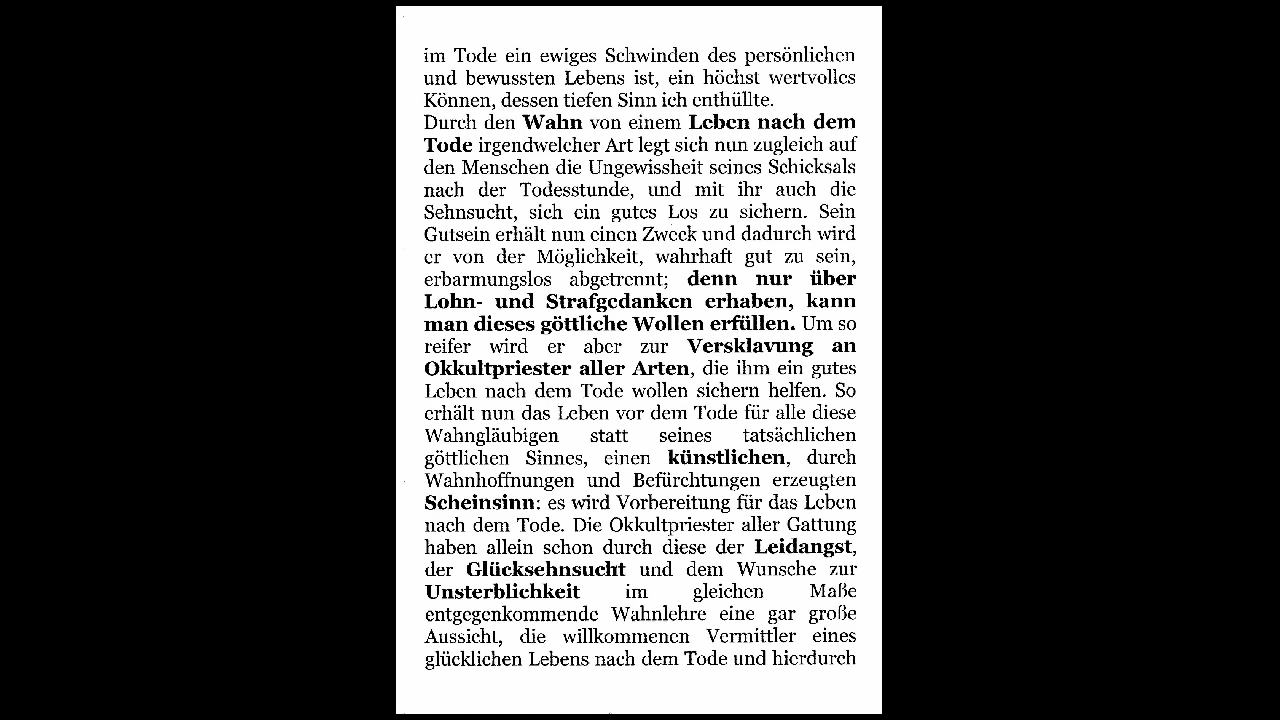 im Tode ein ewiges Schwinden des persönlichen
und bewussten Lebens ist, ein höchst wertvolles
Können, dessen tiefen Sinn ich enthüllte.
Durch den Wahn von einem Leben nach dem
Tode irgendwelcher Art legt sich nun zugleich auf
den Menschen die Ungewissheit seines Schicksals
nach der Todesstunde, und mit ihr auch die
Sehnsucht, sich ein gutes Los zu sichern. Sein
Gutsein erhält nun einen Zweck und dadurch wird
er von der Möglichkeit, wahrhaft gut zu sein,
erbarmungslos abgetrennt; denn nur über
Lohn- und Strafgedanken erhaben, kann
man dieses göttliche Wollen erfüllen. Um so
reifer wird er aber zur Versklavung an
Okkultpriester aller Arten, die ihm ein gutes
Leben nach dem Tode wollen sichern helfen. So
erhält nun das Leben vor dem Tode für alle diese
Wahngläubigen statt seines tatsächlichen
göttlichen Sinnes, einen künstlichen, durch
Wahnhoffnungen und Befürchtungen erzeugten
Scheinsinn: es wird Vorbereitung für das Leben
nach dem Tode. Die Okkultpriester aller Gattung
haben allein schon durch diese der Leidangst,
der Glücksehnsucht und dem Wunsche zur
Unsterblichkeit im gleichen Maße
entgegenkommende Wahnlehre eine gar große
Aussicht, die willkommenen Vermittler eines
glücklichen Lebens nach dem Tode und hierdurch